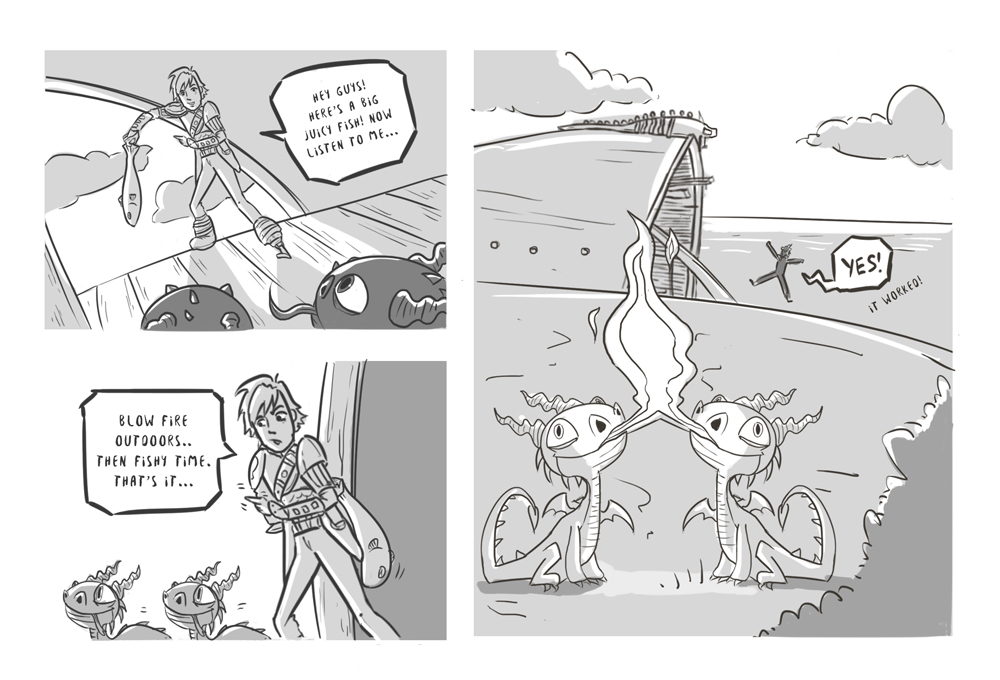 HEY GUYS!
HERE'S A BIG
JUICY FISH! NOW
LISTEN TO ME...
BLOW FIRE
OUTDOORS..
THEN FISHY TIME.
THAT'S IT...
YES!
IT WORKED!